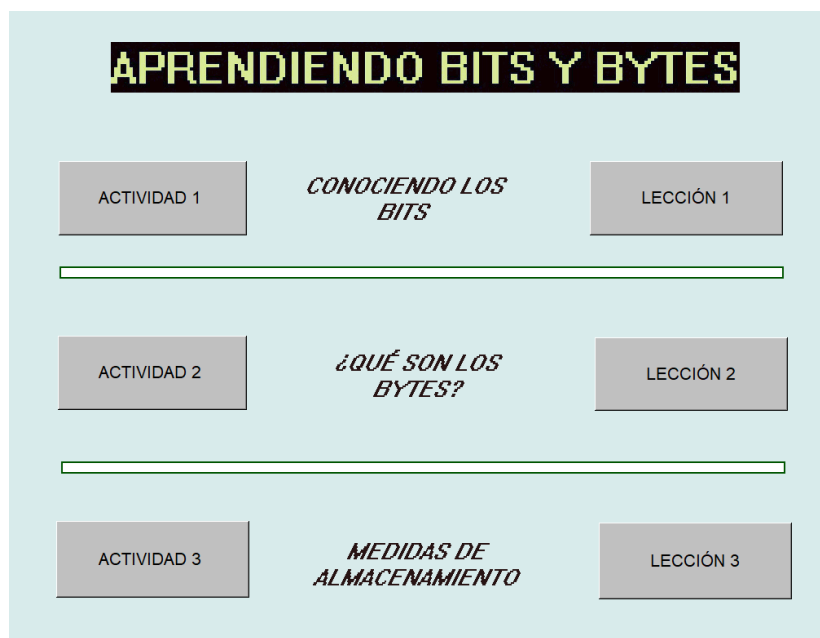 APRENDIENDO BITS Y BYTES
ACTIVIDAD 1
CONOCIENDO LOS
BITS
LECCIÓN 1
ACTIVIDAD 2
¿QUÉ SON LOS
BYTES?
LECCIÓN 2
ACTIVIDAD 3
MEDIDAS DE
ALMACENAMIENTO
LECCIÓN 3